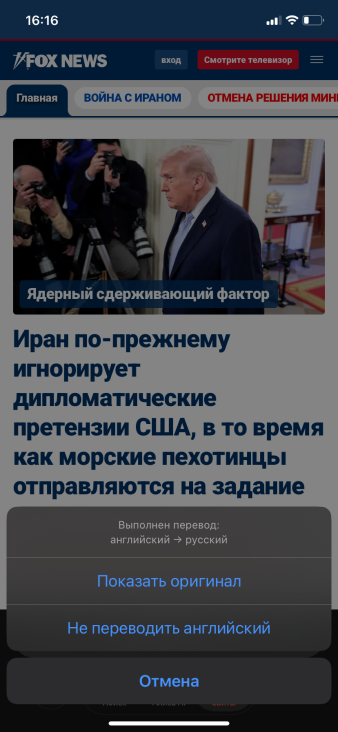 16:16
FOX NEWS
вход
Смотрите телевизор
Главная
ВОЙНА С ИРАНОМ
ОТМЕНА РЕШЕНИЯ МИНИ
Ядерный сдерживающий фактор
Иран по-прежнему
игнорирует
дипломатические
претензии США, в то время
как морские пехотинцы
отправляются на задание
Выполнен перевод:
английский → русский
Показать оригинал
Не переводить английский
Отмена